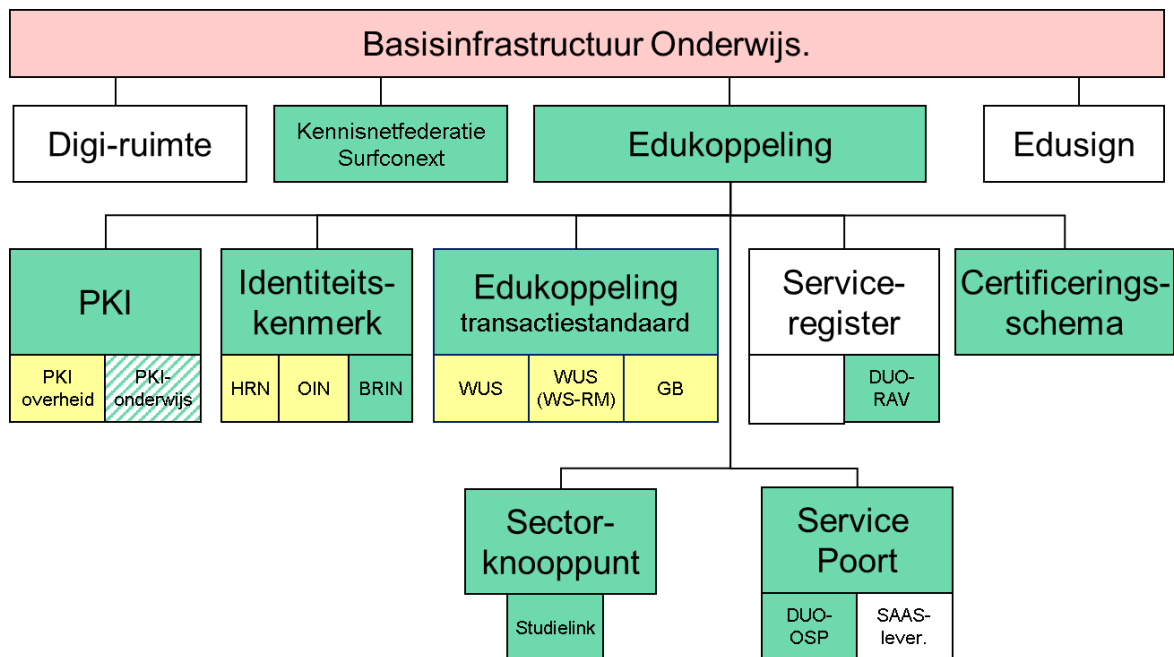 Basisinfrastructuur Onderwijs.
Digi-ruimte
Kennisnetfederatie
Surfconext
Edukoppeling
Edusign
PKI
Identiteits-
kenmerk
Edukoppeling
transactiestandaard
Service-
register
Certificerings-
schema
PKI
overheid
PKI-
onderwijs
HRN
OIN
BRIN
WUS
WUS
(WS-RM)
GB
DUO-
RAV
Sector-
knooppunt
Service
Poort
Studielink
DUO-
OSP
SAAS-
lever.